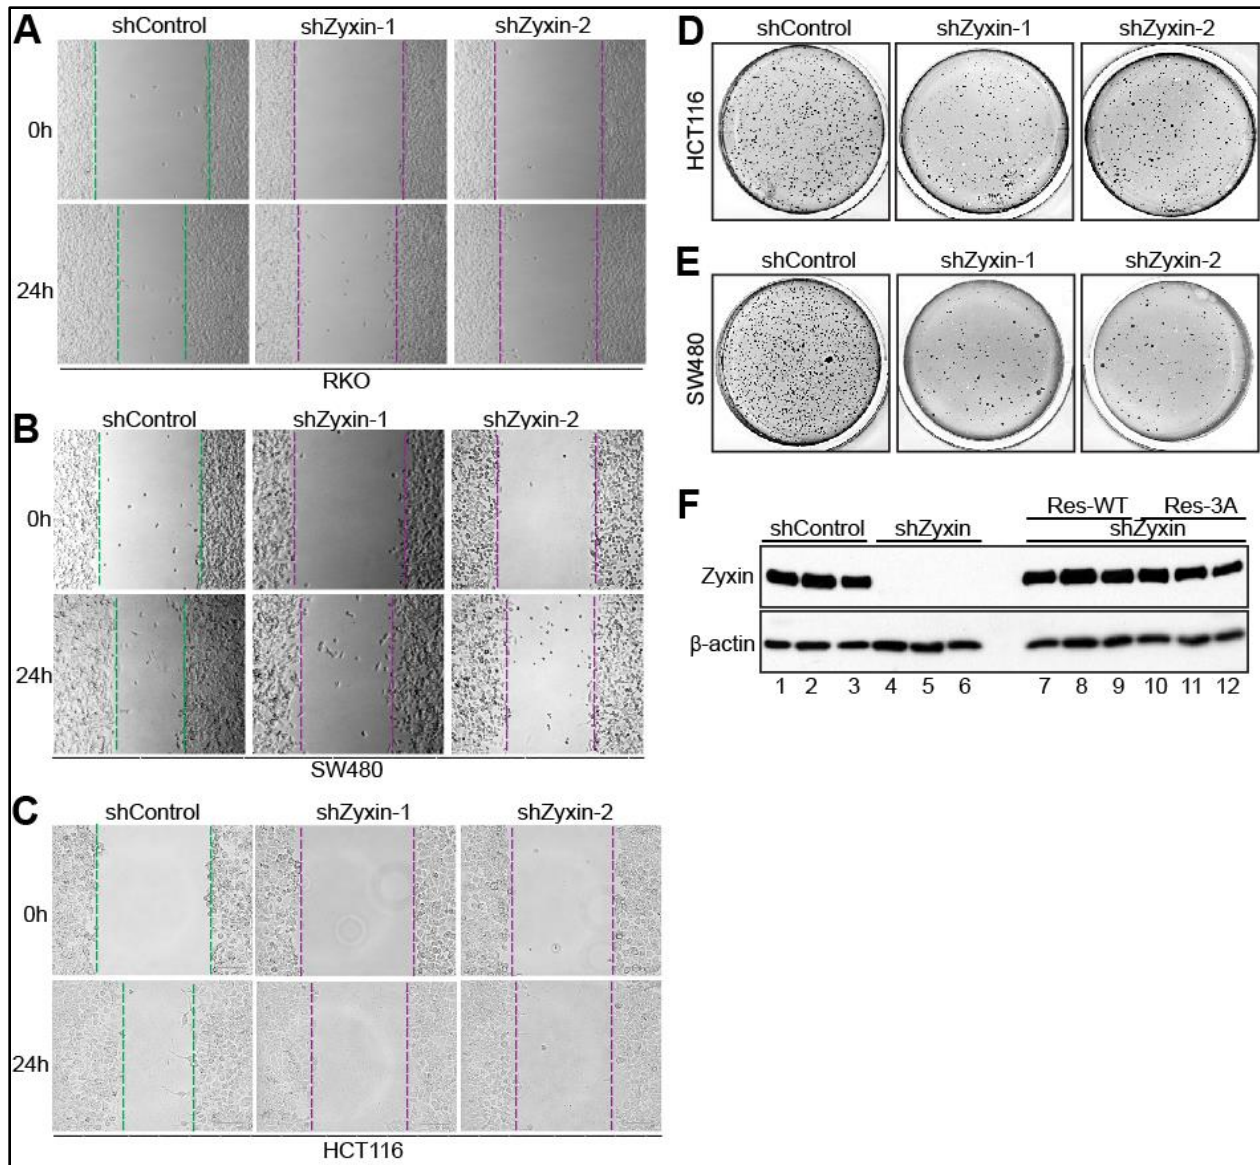 A
shControl shZyxin-1 shZyxin-2
0h
24h
RKO
B
shControl shZyxin-1 shZyxin-2
0h
24h
SW480
C
shControl shZyxin-1 shZyxin-2
0h
24h
HCT116
D
shControl shZyxin-1 shZyxin-2
HCT116
E
shControl shZyxin-1 shZyxin-2
SW480
F
Res-WT Res-3A
shControl shZyxin shZyxin
Zyxin
β-actin
1 2 3 4 5 6 7 8 9 10 11 12